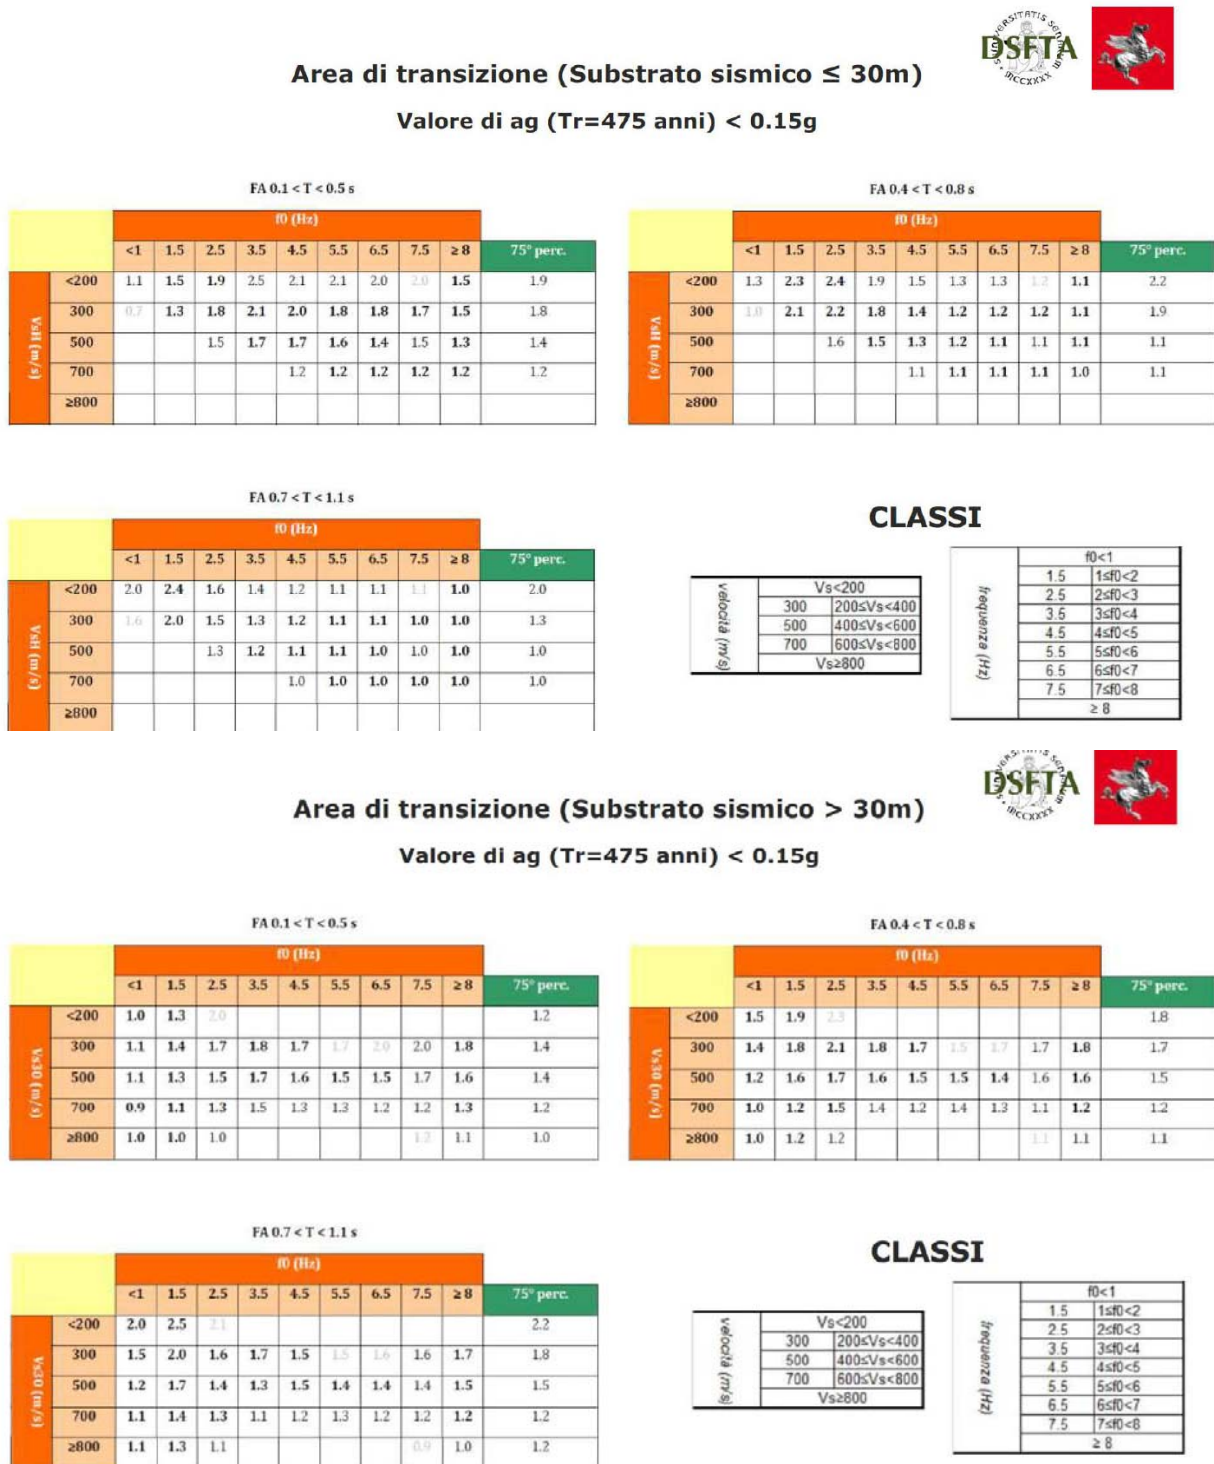 DSFTA
Area di transizione (Substrato sismico ≤ 30m)
Valore di ag (Tr=475 anni) < 0.15g
FA 0.1 < T < 0.5 s
f0 (Hz)
<1 1.5 2.5 3.5 4.5 5.5 6.5 7.5 ≥ 8 75° perc.
VsH (m/s)
<200 1.1 1.5 1.9 2.5 2.1 2.1 2.0 2.0 1.5 1.9
300 0.7 1.3 1.8 2.1 2.0 1.8 1.8 1.7 1.5 1.8
500 1.5 1.7 1.7 1.6 1.4 1.5 1.3 1.4
700 1.2 1.2 1.2 1.2 1.2 1.2
≥800
FA 0.4 < T < 0.8 s
f0 (Hz)
<1 1.5 2.5 3.5 4.5 5.5 6.5 7.5 ≥ 8 75° perc.
VsH (m/s)
<200 1.3 2.3 2.4 1.9 1.5 1.3 1.3 1.2 1.1 2.2
300 1.0 2.1 2.2 1.8 1.4 1.2 1.2 1.2 1.1 1.9
500 1.6 1.5 1.3 1.2 1.1 1.1 1.1 1.1
700 1.1 1.1 1.1 1.1 1.0 1.1
≥800
FA 0.7 < T < 1.1 s
f0 (Hz)
<1 1.5 2.5 3.5 4.5 5.5 6.5 7.5 ≥ 8 75° perc.
VsH (m/s)
<200 2.0 2.4 1.6 1.4 1.2 1.1 1.1 1.1 1.0 2.0
300 1.6 2.0 1.5 1.3 1.2 1.1 1.1 1.0 1.0 1.3
500 1.3 1.2 1.1 1.1 1.0 1.0 1.0 1.0
700 1.0 1.0 1.0 1.0 1.0 1.0
≥800
CLASSI
velocità (m/s)
Vs<200
300 200≤Vs<400
500 400≤Vs<600
700 600≤Vs<800
Vs≥800
frequenza (Hz)
f0<1
1.5 1≤f0<2
2.5 2≤f0<3
3.5 3≤f0<4
4.5 4≤f0<5
5.5 5≤f0<6
6.5 6≤f0<7
7.5 7≤f0<8
≥ 8
DSFTA
Area di transizione (Substrato sismico > 30m)
Valore di ag (Tr=475 anni) < 0.15g
FA 0.1 < T < 0.5 s
f0 (Hz)
<1 1.5 2.5 3.5 4.5 5.5 6.5 7.5 ≥ 8 75° perc.
Vs30 (m/s)
<200 1.0 1.3 2.0 1.2
300 1.1 1.4 1.7 1.8 1.7 1.7 2.0 2.0 1.8 1.4
500 1.1 1.3 1.5 1.7 1.6 1.5 1.5 1.7 1.6 1.4
700 0.9 1.1 1.3 1.5 1.3 1.3 1.2 1.2 1.3 1.2
≥800 1.0 1.0 1.0 1.2 1.1 1.0
FA 0.4 < T < 0.8 s
f0 (Hz)
<1 1.5 2.5 3.5 4.5 5.5 6.5 7.5 ≥ 8 75° perc.
Vs30 (m/s)
<200 1.5 1.9 2.3 1.8
300 1.4 1.8 2.1 1.8 1.7 1.5 1.7 1.7 1.8 1.7
500 1.2 1.6 1.7 1.6 1.5 1.5 1.4 1.6 1.6 1.5
700 1.0 1.2 1.5 1.4 1.2 1.4 1.3 1.1 1.2 1.2
≥800 1.0 1.2 1.2 1.1 1.1 1.1
FA 0.7 < T < 1.1 s
f0 (Hz)
<1 1.5 2.5 3.5 4.5 5.5 6.5 7.5 ≥ 8 75° perc.
Vs30 (m/s)
<200 2.0 2.5 2.1 2.2
300 1.5 2.0 1.6 1.7 1.5 1.5 1.6 1.6 1.7 1.8
500 1.2 1.7 1.4 1.3 1.5 1.4 1.4 1.4 1.5 1.5
700 1.1 1.4 1.3 1.1 1.2 1.3 1.2 1.2 1.2 1.2
≥800 1.1 1.3 1.1 0.9 1.0 1.2
CLASSI
velocità (m/s)
Vs<200
300 200≤Vs<400
500 400≤Vs<600
700 600≤Vs<800
Vs≥800
frequenza (Hz)
f0<1
1.5 1≤f0<2
2.5 2≤f0<3
3.5 3≤f0<4
4.5 4≤f0<5
5.5 5≤f0<6
6.5 6≤f0<7
7.5 7≤f0<8
≥ 8